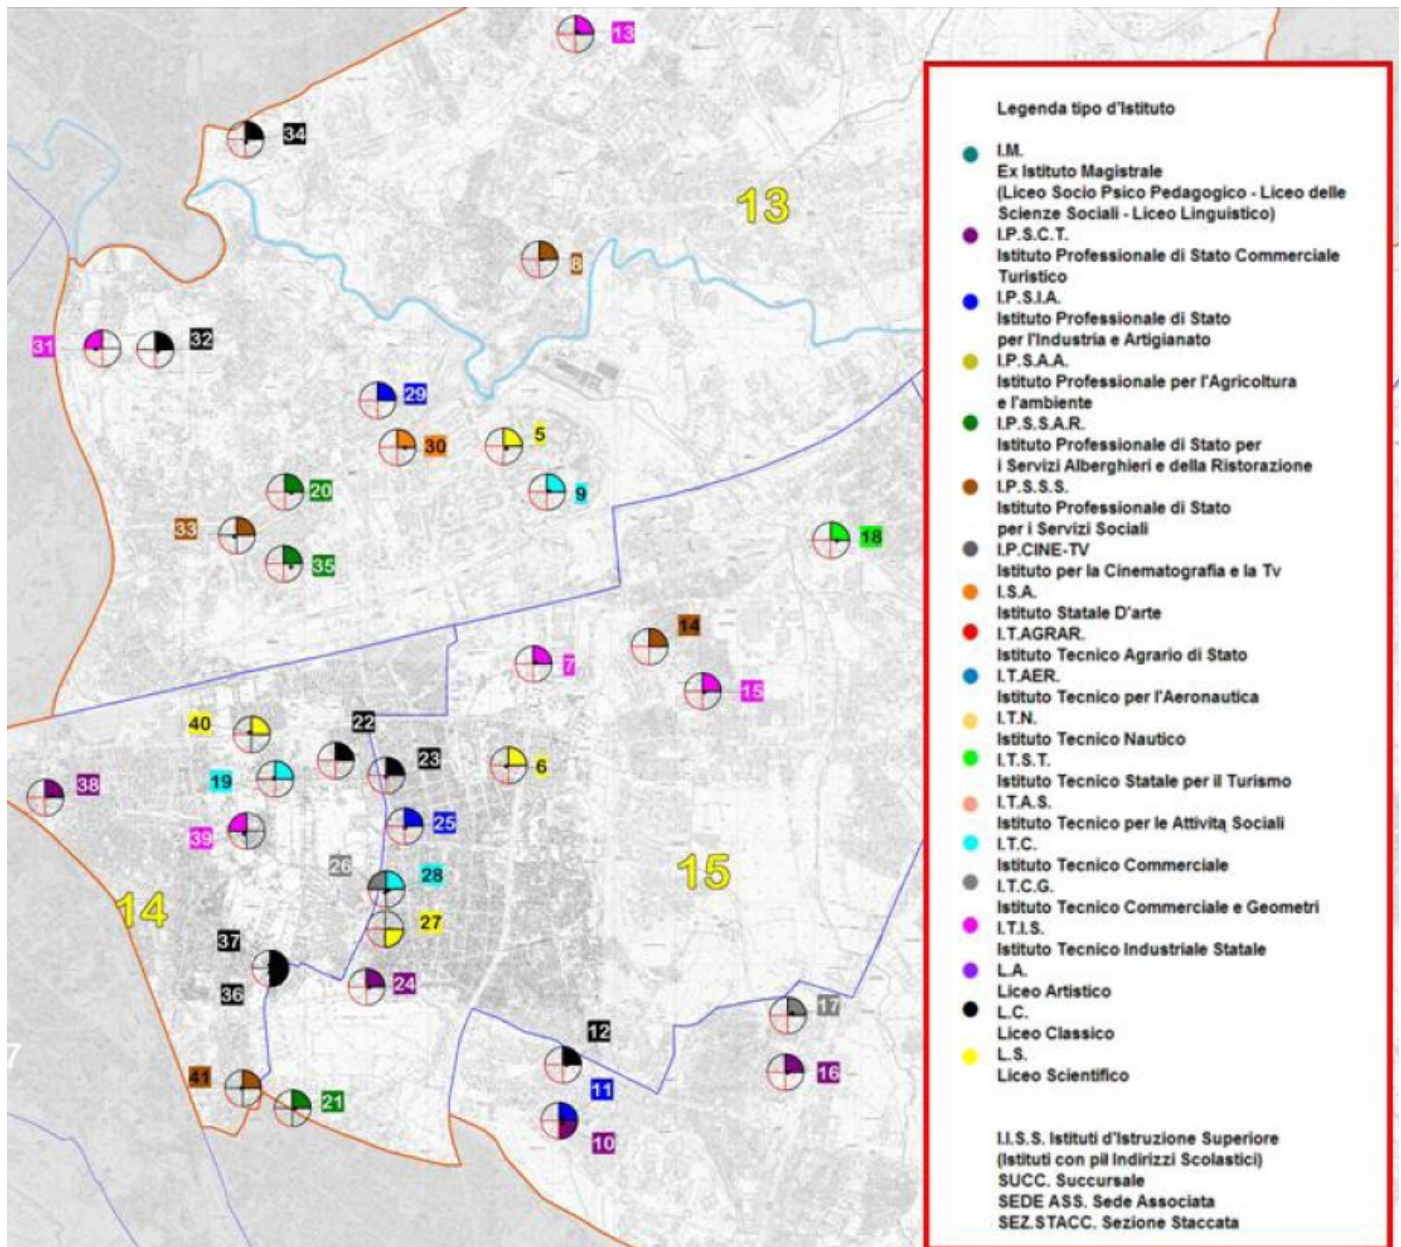 13
34
13
8
31
32
29
30
5
9
20
33
35
18
14
7
15
40
22
23
6
19
38
39
25
26
28
15
14
27
37
36
24
17
12
16
11
41
21
10
7
Legenda tipo d'Istituto
I.M.
Ex Istituto Magistrale
(Liceo Socio Psico Pedagogico - Liceo delle
Scienze Sociali - Liceo Linguistico)
I.P.S.C.T.
Istituto Professionale di Stato Commerciale
Turistico
I.P.S.I.A.
Istituto Professionale di Stato
per l'Industria e Artigianato
I.P.S.A.A.
Istituto Professionale per l'Agricoltura
e l'ambiente
I.P.S.S.A.R.
Istituto Professionale di Stato per
i Servizi Alberghieri e della Ristorazione
I.P.S.S.S.
Istituto Professionale di Stato
per i Servizi Sociali
I.P.CINE-TV
Istituto per la Cinematografia e la Tv
I.S.A.
Istituto Statale D'arte
I.T.AGRAR.
Istituto Tecnico Agrario di Stato
I.T.AER.
Istituto Tecnico per l'Aeronautica
I.T.N.
Istituto Tecnico Nautico
I.T.S.T.
Istituto Tecnico Statale per il Turismo
I.T.A.S.
Istituto Tecnico per le Attività Sociali
I.T.C.
Istituto Tecnico Commerciale
I.T.C.G.
Istituto Tecnico Commerciale e Geometri
I.T.I.S.
Istituto Tecnico Industriale Statale
L.A.
Liceo Artistico
L.C.
Liceo Classico
L.S.
Liceo Scientifico
I.I.S.S. Istituti d'Istruzione Superiore
(Istituti con pil Indirizzi Scolastici)
SUCC. Succursale
SEDE ASS. Sede Associata
SEZ.STACC. Sezione Staccata